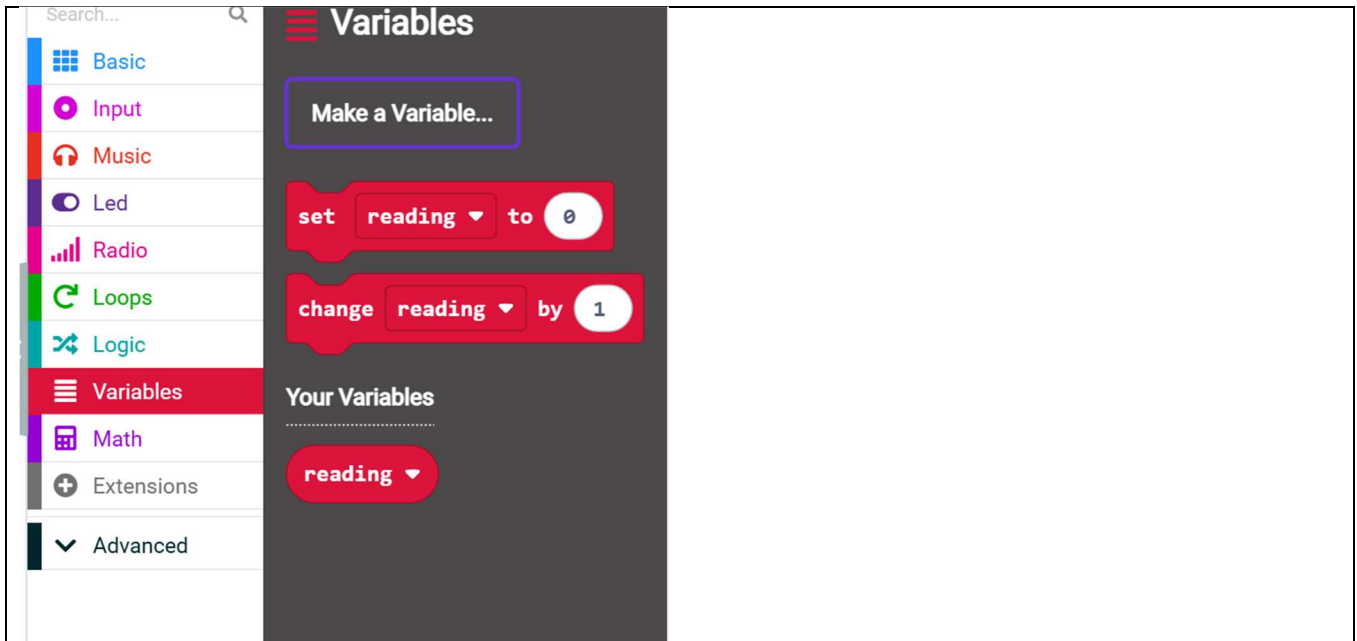 Search...
Basic
Input
Music
Led
Radio
Loops
Logic
Variables
Math
Extensions
Advanced
Variables
Make a Variable...
set reading to 0
change reading by 1
Your Variables
reading